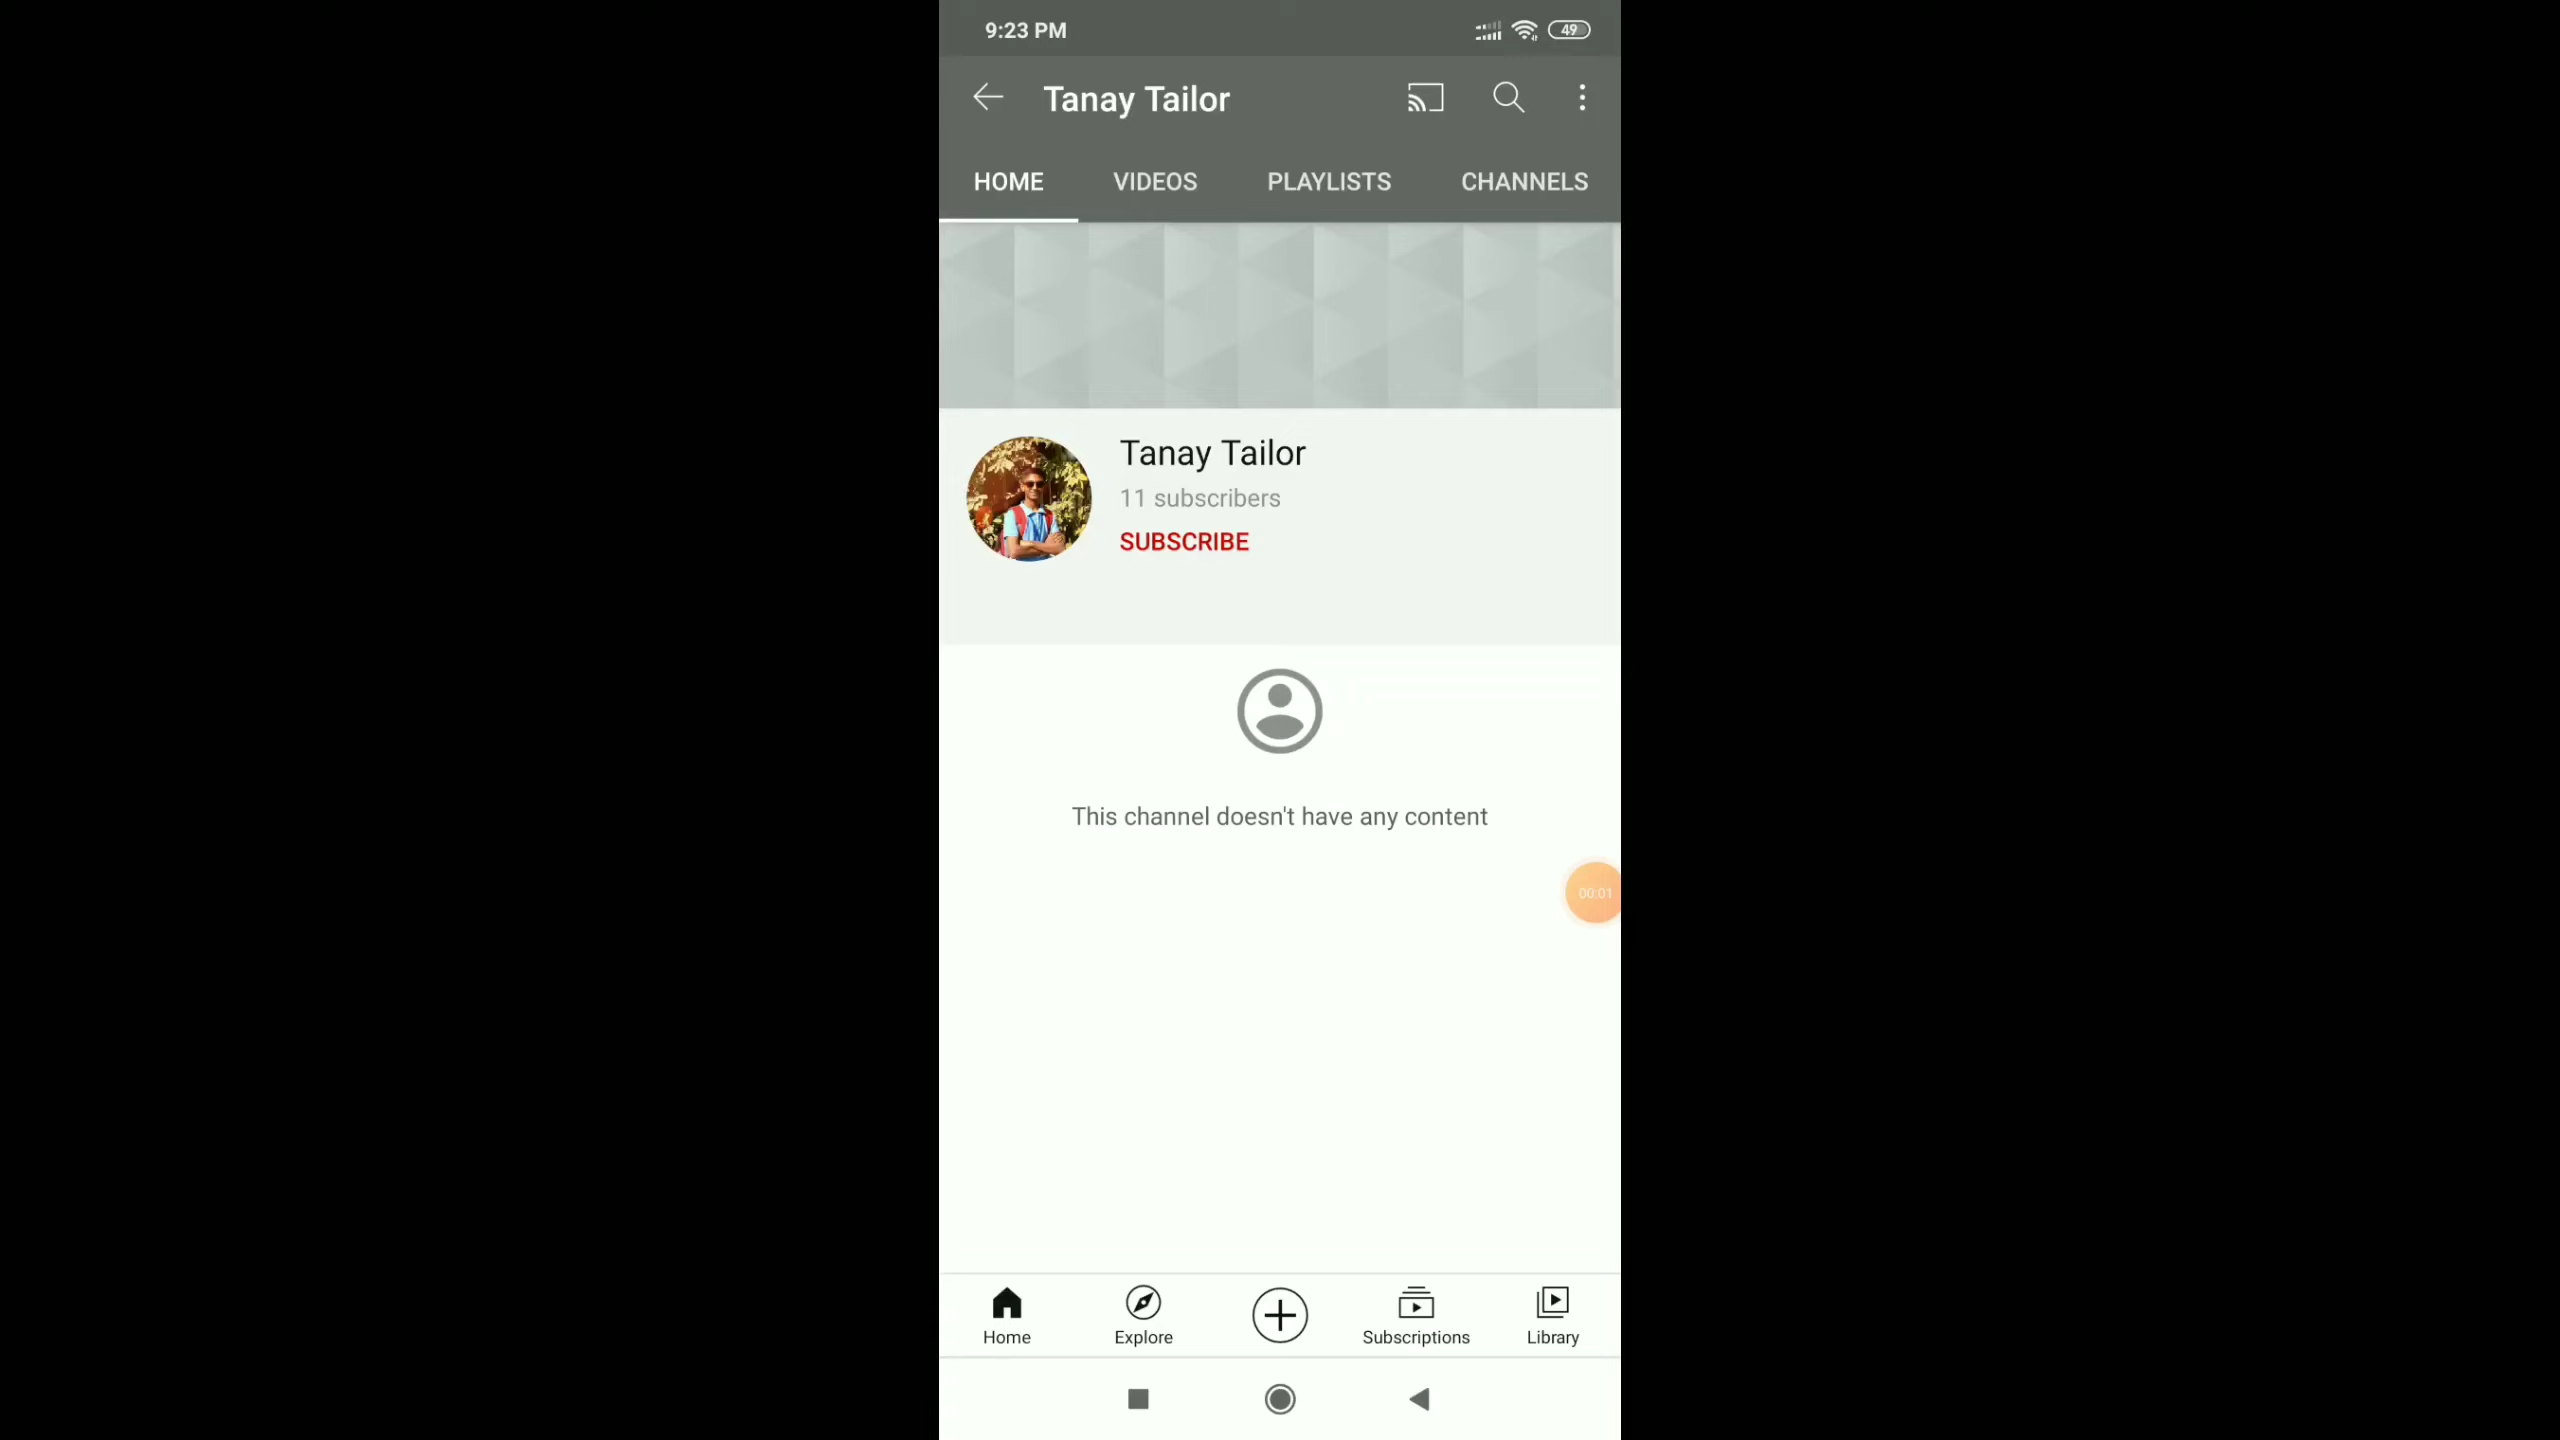 9:23 PM
49
Tanay Tailor
HOME VIDEOS PLAYLISTS CHANNELS
Tanay Tailor
11 subscribers
SUBSCRIBE
This channel doesn't have any content
00:01
Home Explore Subscriptions Library